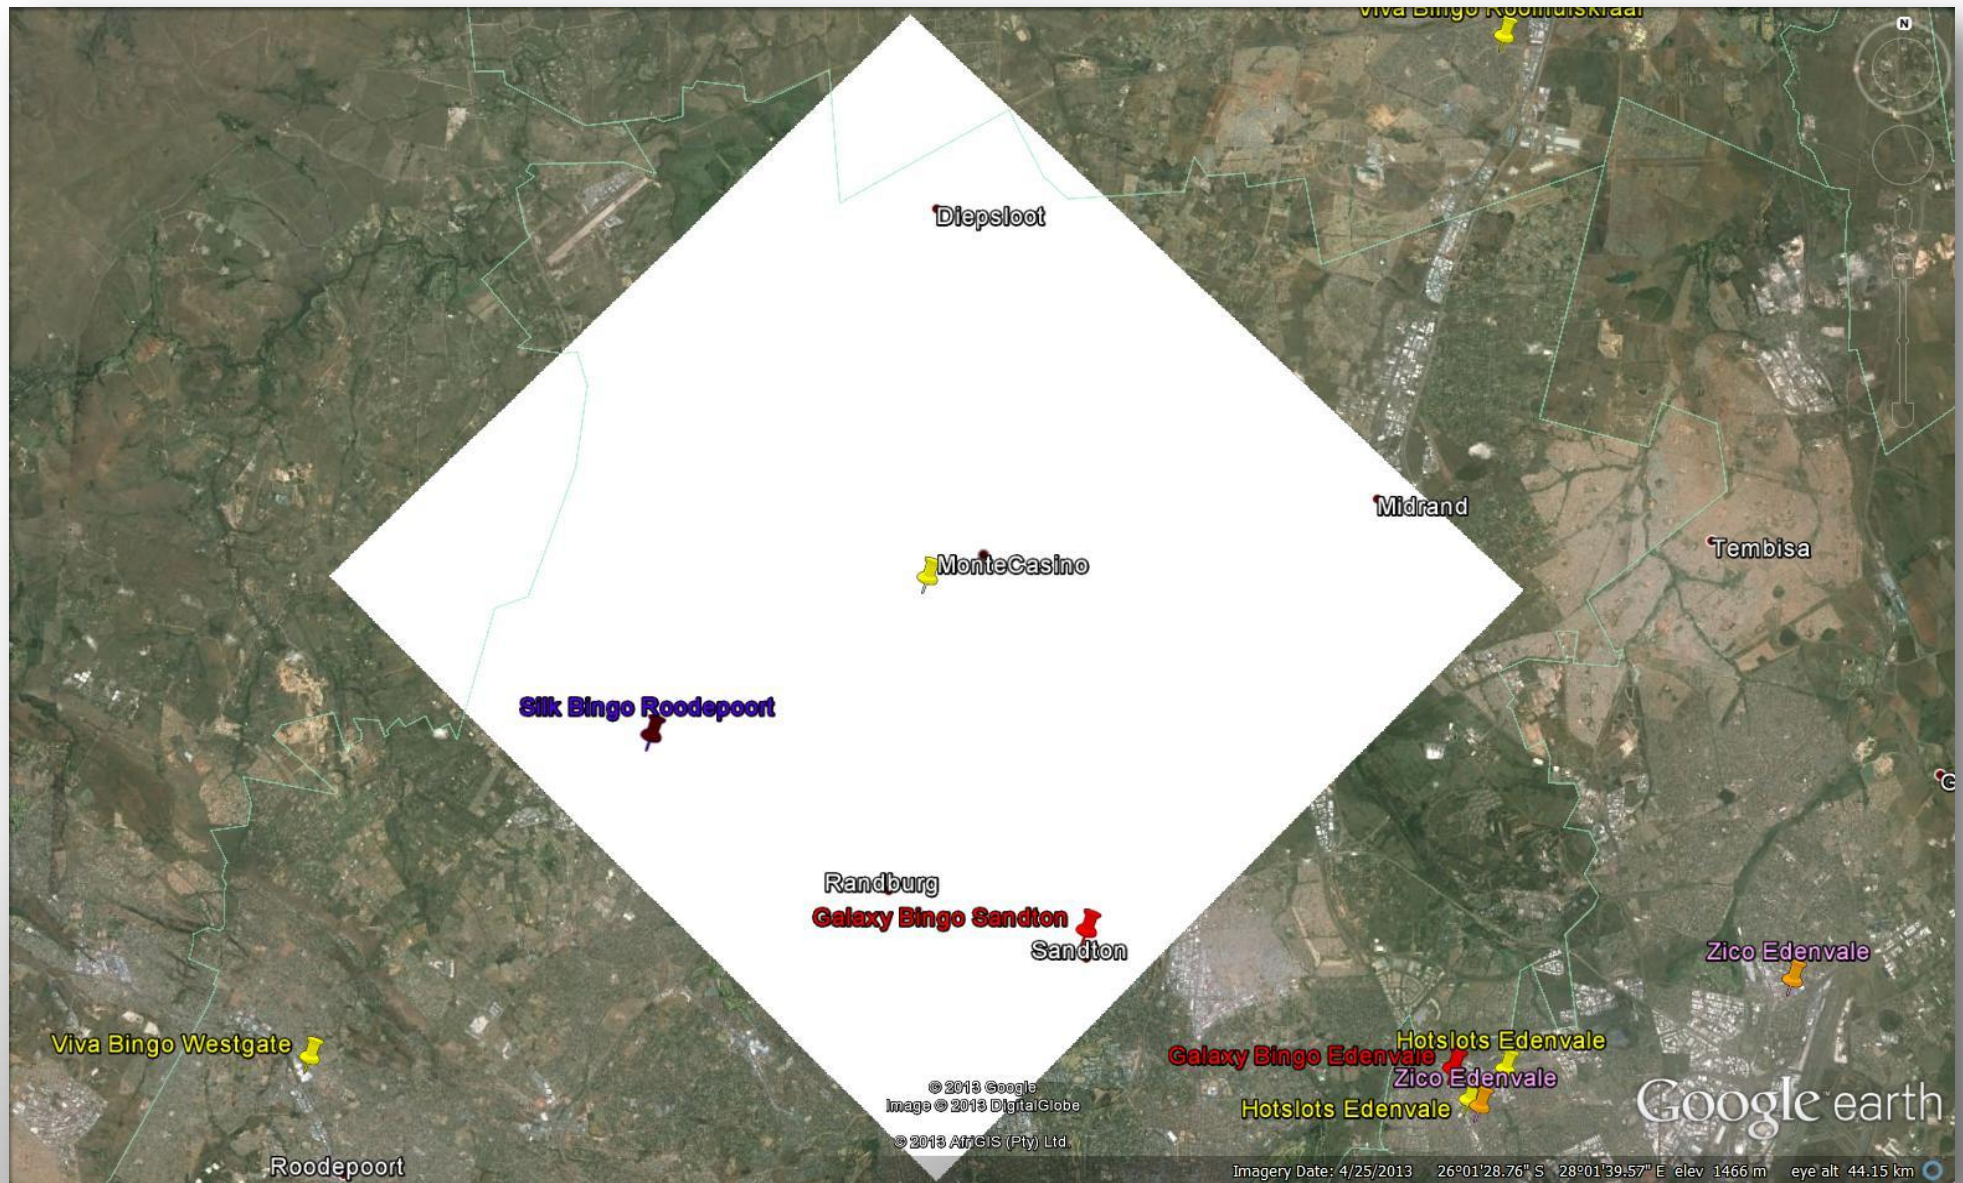 Viva Bingo Rooihuiskraal
N
Diepsloot
Midrand
Tembisa
MonteCasino
Silk Bingo Roodepoort
G
Randburg
Galaxy Bingo Sandton
Sandton
Zico Edenvale
Viva Bingo Westgate
Hotslots Edenvale
Galaxy Bingo Edenvale
Zico Edenvale
Hotslots Edenvale
© 2013 Google
Image © 2013 DigitalGlobe
© 2013 AfriGIS (Pty) Ltd.
Google earth
Roodepoort
Imagery Date: 4/25/2013 26°01'28.76" S 28°01'39.57" E elev 1466 m eye alt 44.15 km